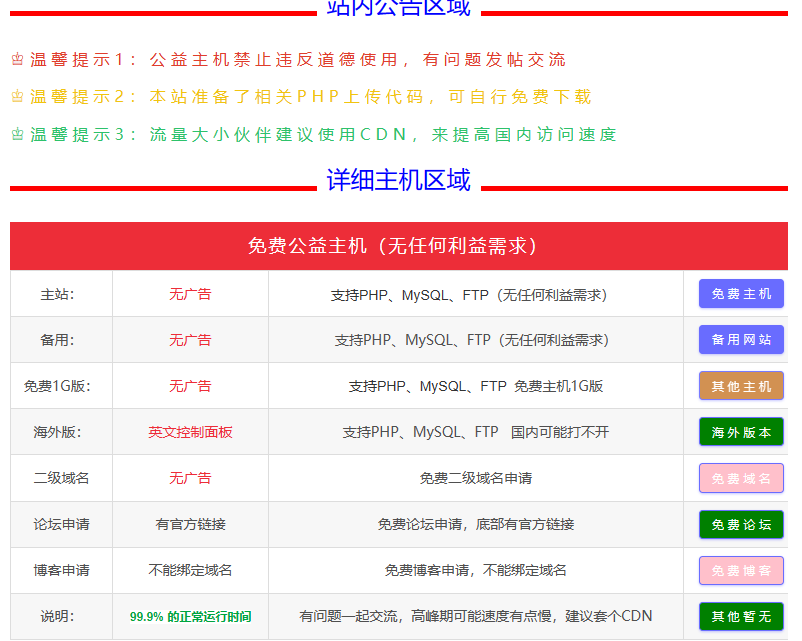 站内公告区域
温馨提示1：公益主机禁止违反道德使用，有问题发帖交流
温馨提示2：本站准备了相关PHP上传代码，可自行免费下载
温馨提示3：流量大小伙伴建议使用CDN，来提高国内访问速度
详细主机区域
免费公益主机（无任何利益需求）
主站： 无广告 支持PHP、MySQL、FTP（无任何利益需求） 免费主机
备用： 无广告 支持PHP、MySQL、FTP（无任何利益需求） 备用网站
免费1G版： 无广告 支持PHP、MySQL、FTP 免费主机1G版 其他主机
海外版： 英文控制面板 支持PHP、MySQL、FTP 国内可能打不开 海外版本
二级域名 无广告 免费二级域名申请 免费域名
论坛申请 有官方链接 免费论坛申请，底部有官方链接 免费论坛
博客申请 不能绑定域名 免费博客申请，不能绑定域名 免费博客
说明： 99.9% 的正常运行时间 有问题一起交流，高峰期可能速度有点慢，建议套个CDN 其他暂无